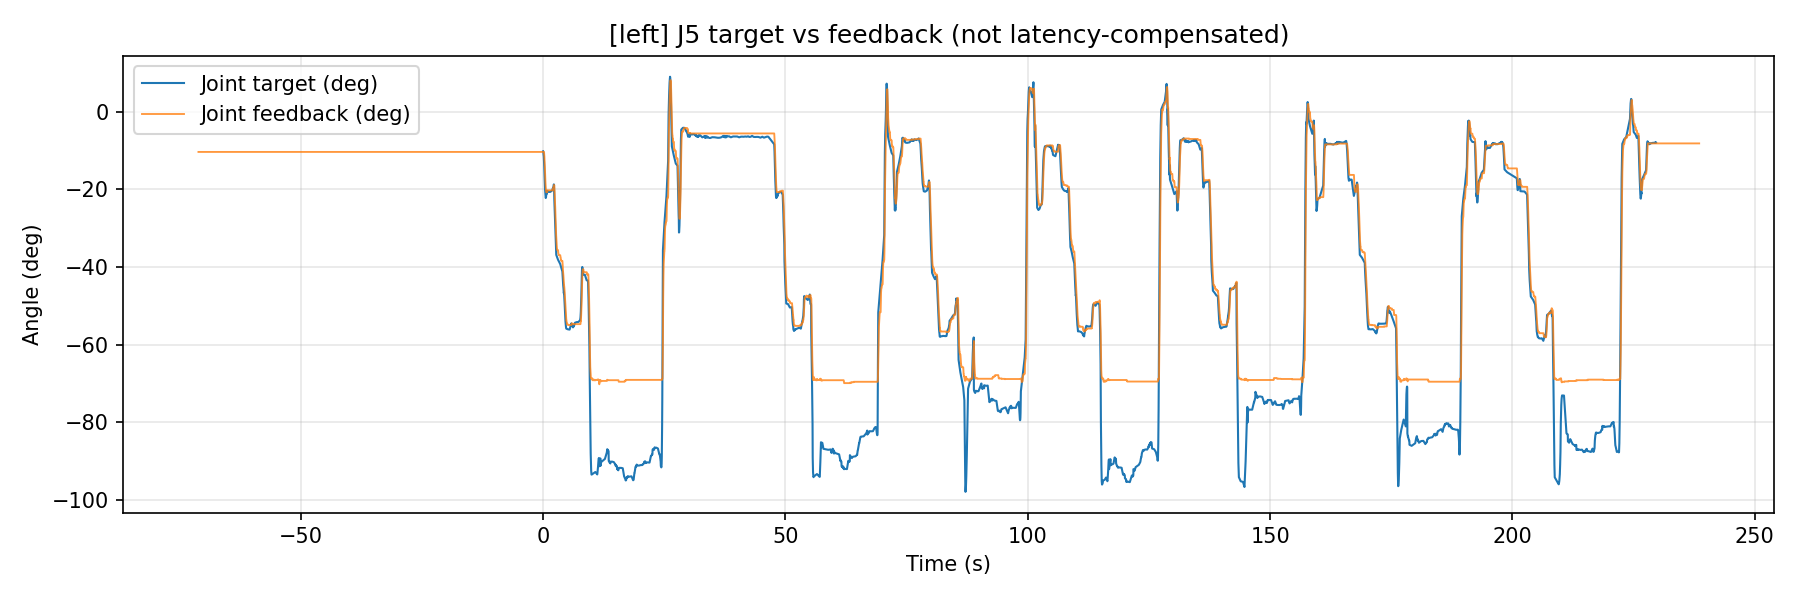 [left] J5 target vs feedback (not latency-compensated)
Joint target (deg)
Joint feedback (deg)
Angle (deg)
0
−20
−40
−60
−80
−100
−50
0
50
100
150
200
250
Time (s)